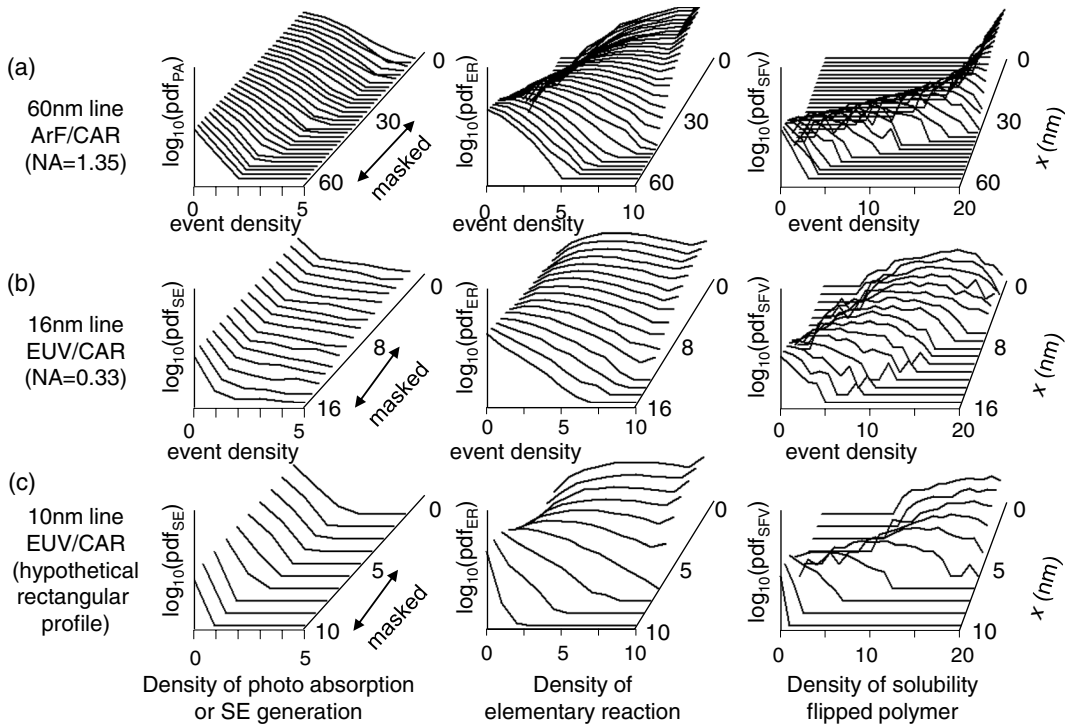 (a)
60nm line
ArF/CAR
(NA=1.35)
log10(pdfPA)
0
30
60
masked
0
5
event density
log10(pdfER)
0
30
60
0
5
10
event density
log10(pdfSFV)
0
30
60
x (nm)
0
10
20
event density
(b)
16nm line
EUV/CAR
(NA=0.33)
log10(pdfSE)
0
8
16
masked
0
5
event density
log10(pdfER)
0
8
16
0
5
10
event density
log10(pdfSFV)
0
8
16
x (nm)
0
10
20
event density
(c)
10nm line
EUV/CAR
(hypothetical
rectangular
profile)
log10(pdfSE)
0
5
10
masked
0
5
Density of photo absorption
or SE generation
log10(pdfER)
0
5
10
0
5
10
Density of
elementary reaction
log10(pdfSFV)
0
5
10
x (nm)
0
10
20
Density of solubility
flipped polymer